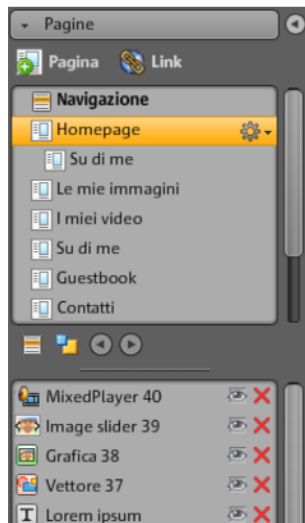 Pagine
Pagina Link
Navigazione
Homepage
Su di me
Le mie immagini
I miei video
Su di me
Guestbook
Contatti
MixedPlayer 40
Image slider 39
Grafica 38
Vettore 37
T Lorem ipsum